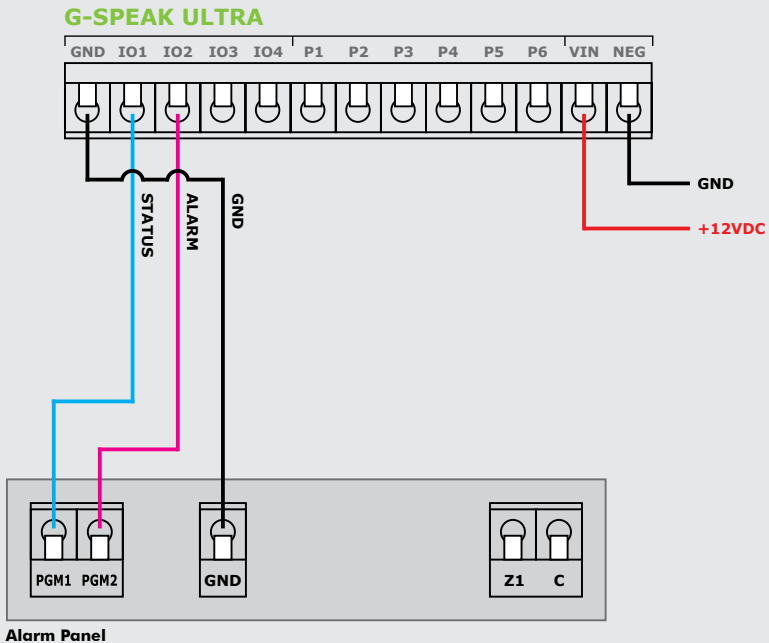 G-SPEAK ULTRA
GND IO1 IO2 IO3 IO4 P1 P2 P3 P4 P5 P6 VIN NEG
GND
+12VDC
STATUS
ALARM
GND
PGM1 PGM2
GND
Z1 C
Alarm Panel